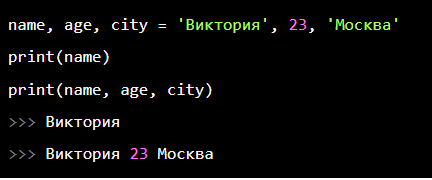 name, age, city = 'Виктория', 23, 'Москва'
print(name)
print(name, age, city)
>>> Виктория
>>> Виктория 23 Москва